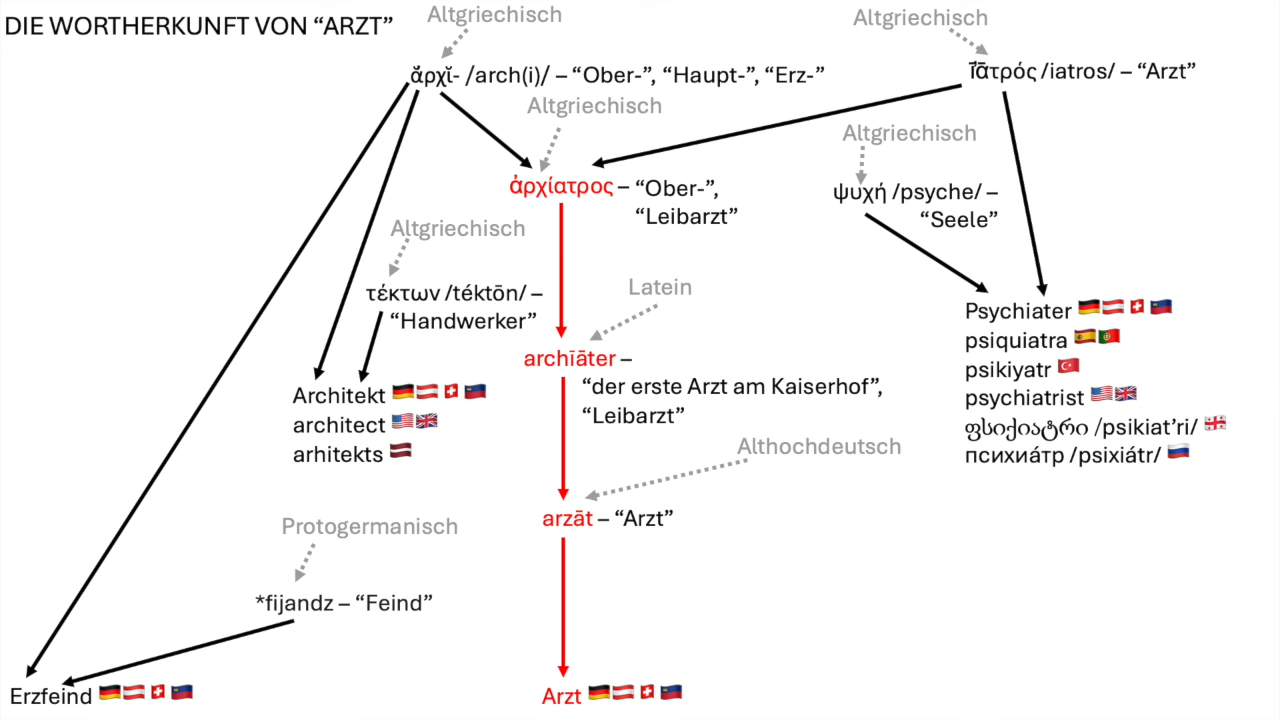 DIE WORTHERKUNFT VON “ARZT”
Altgriechisch
Altgriechisch
ᾰ̓ρχῐ- /arch(i)/ – “Ober-”, “Haupt-”, “Erz-”
ῑ̓ᾱτρός /iatros/ – “Arzt”
Altgriechisch
Altgriechisch
ἀρχίατρος – “Ober-”,
“Leibarzt”
ψυχή /psyche/ –
“Seele”
Altgriechisch
τέκτων /téktōn/ –
“Handwerker”
Latein
archīāter –
“der erste Arzt am Kaiserhof”,
“Leibarzt”
Psychiater
psiquiatra
psikiyatr
psychiatrist
ფსიქიატრი /psikiat’ri/
психиáтр /psixiátr/
Architekt
architect
arhitekts
Althochdeutsch
arzāt – “Arzt”
Protogermanisch
*fijandz – “Feind”
Erzfeind
Arzt